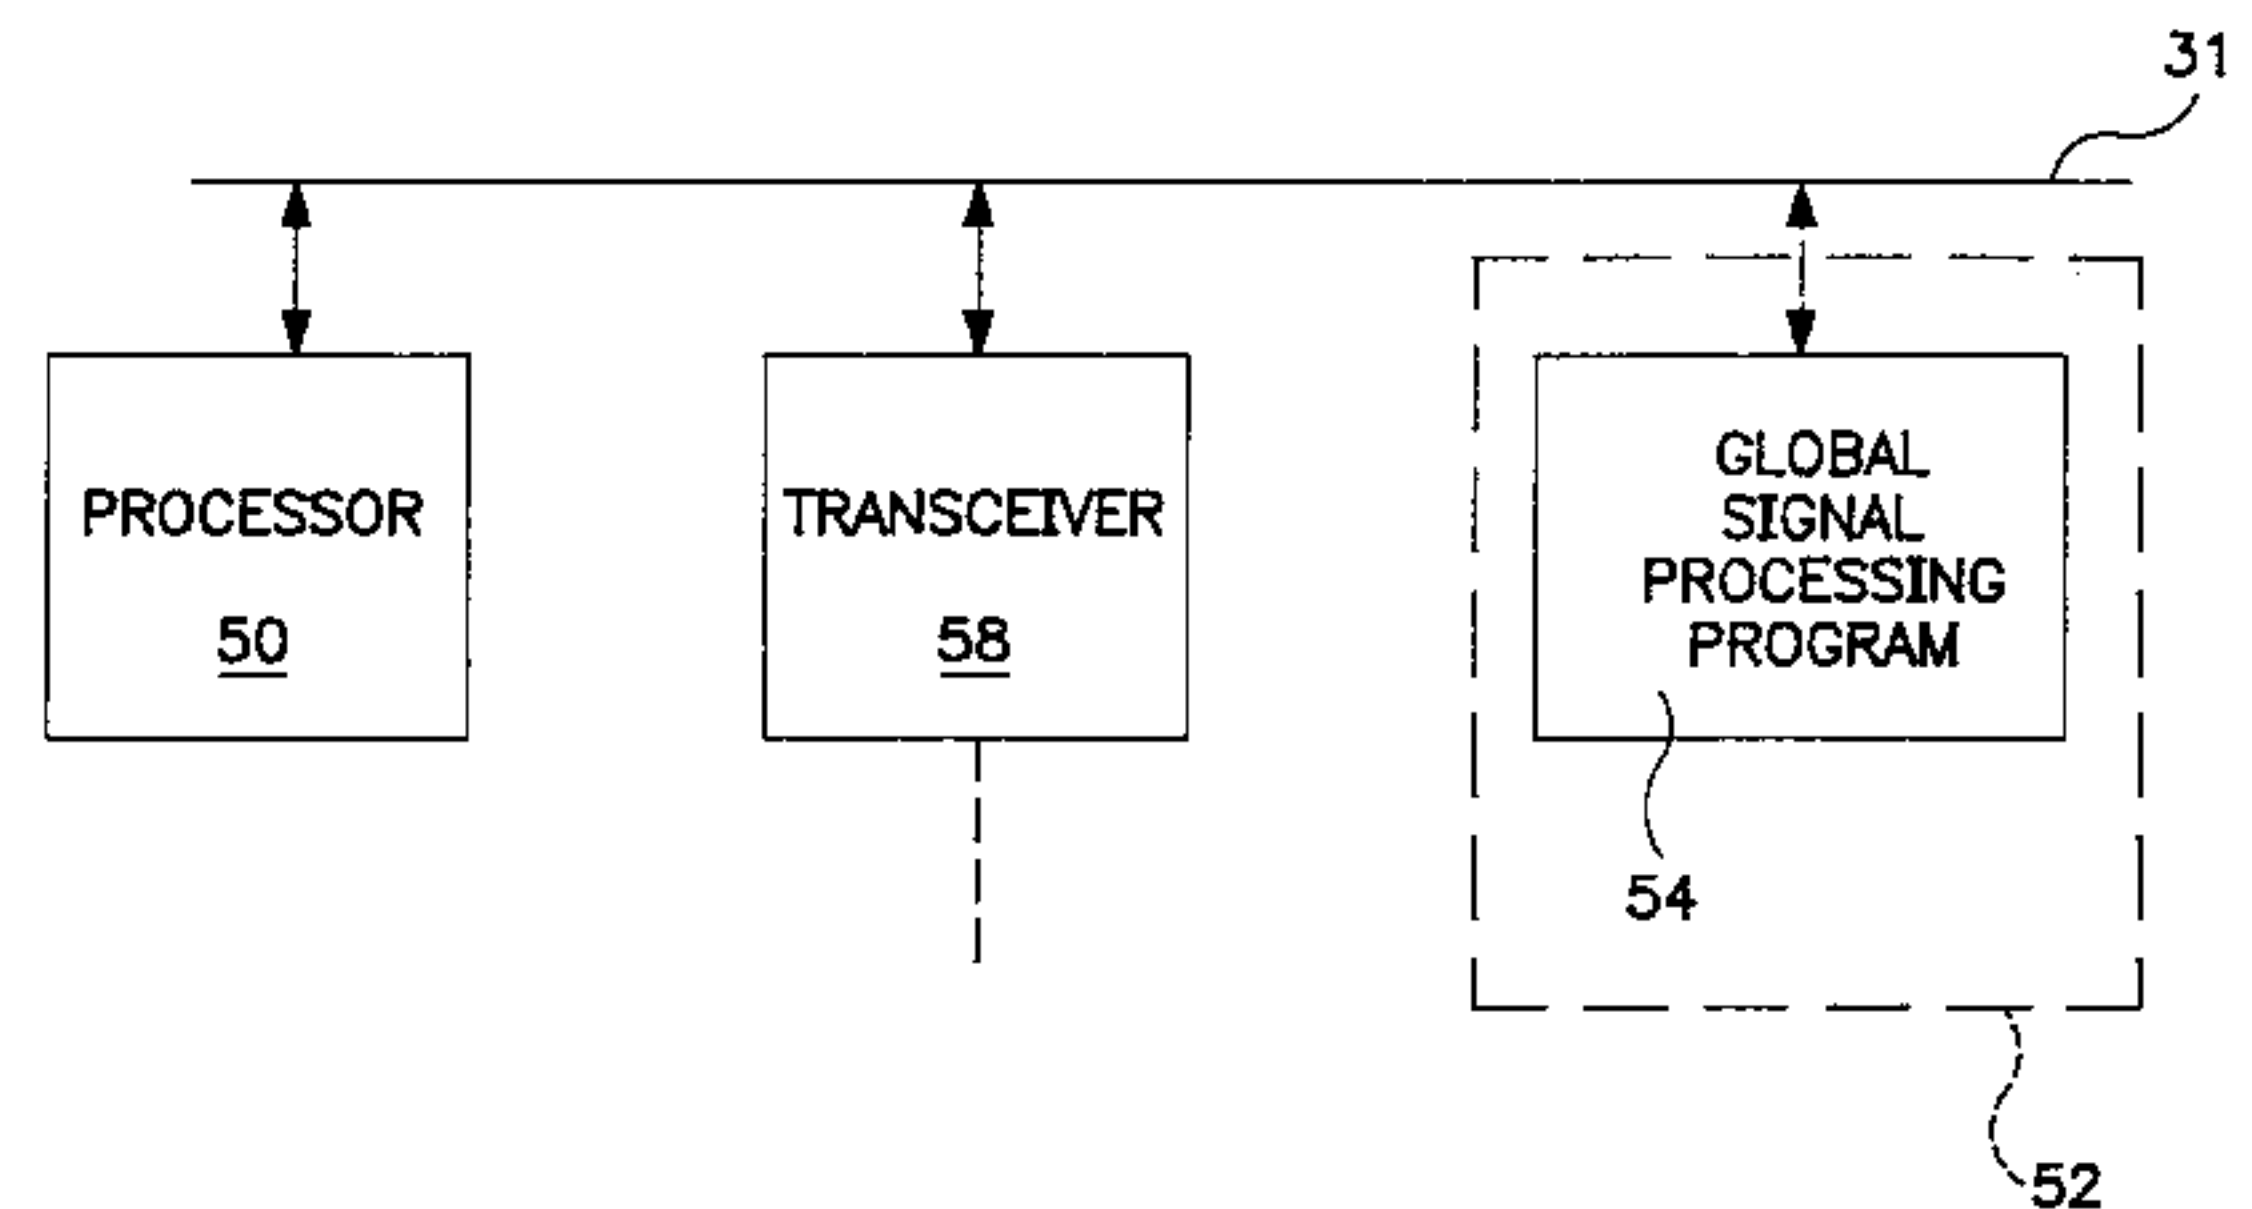 31
PROCESSOR
50
TRANSCEIVER
58
GLOBAL
SIGNAL
PROCESSING
PROGRAM
54
52